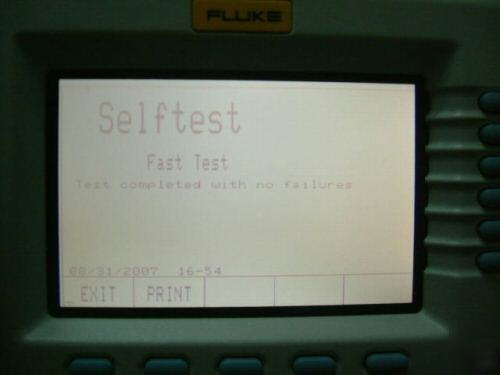 FLUKE
Selftest
Fast Test
Test completed with no failures
08/31/2007 16-54
EXIT PRINT